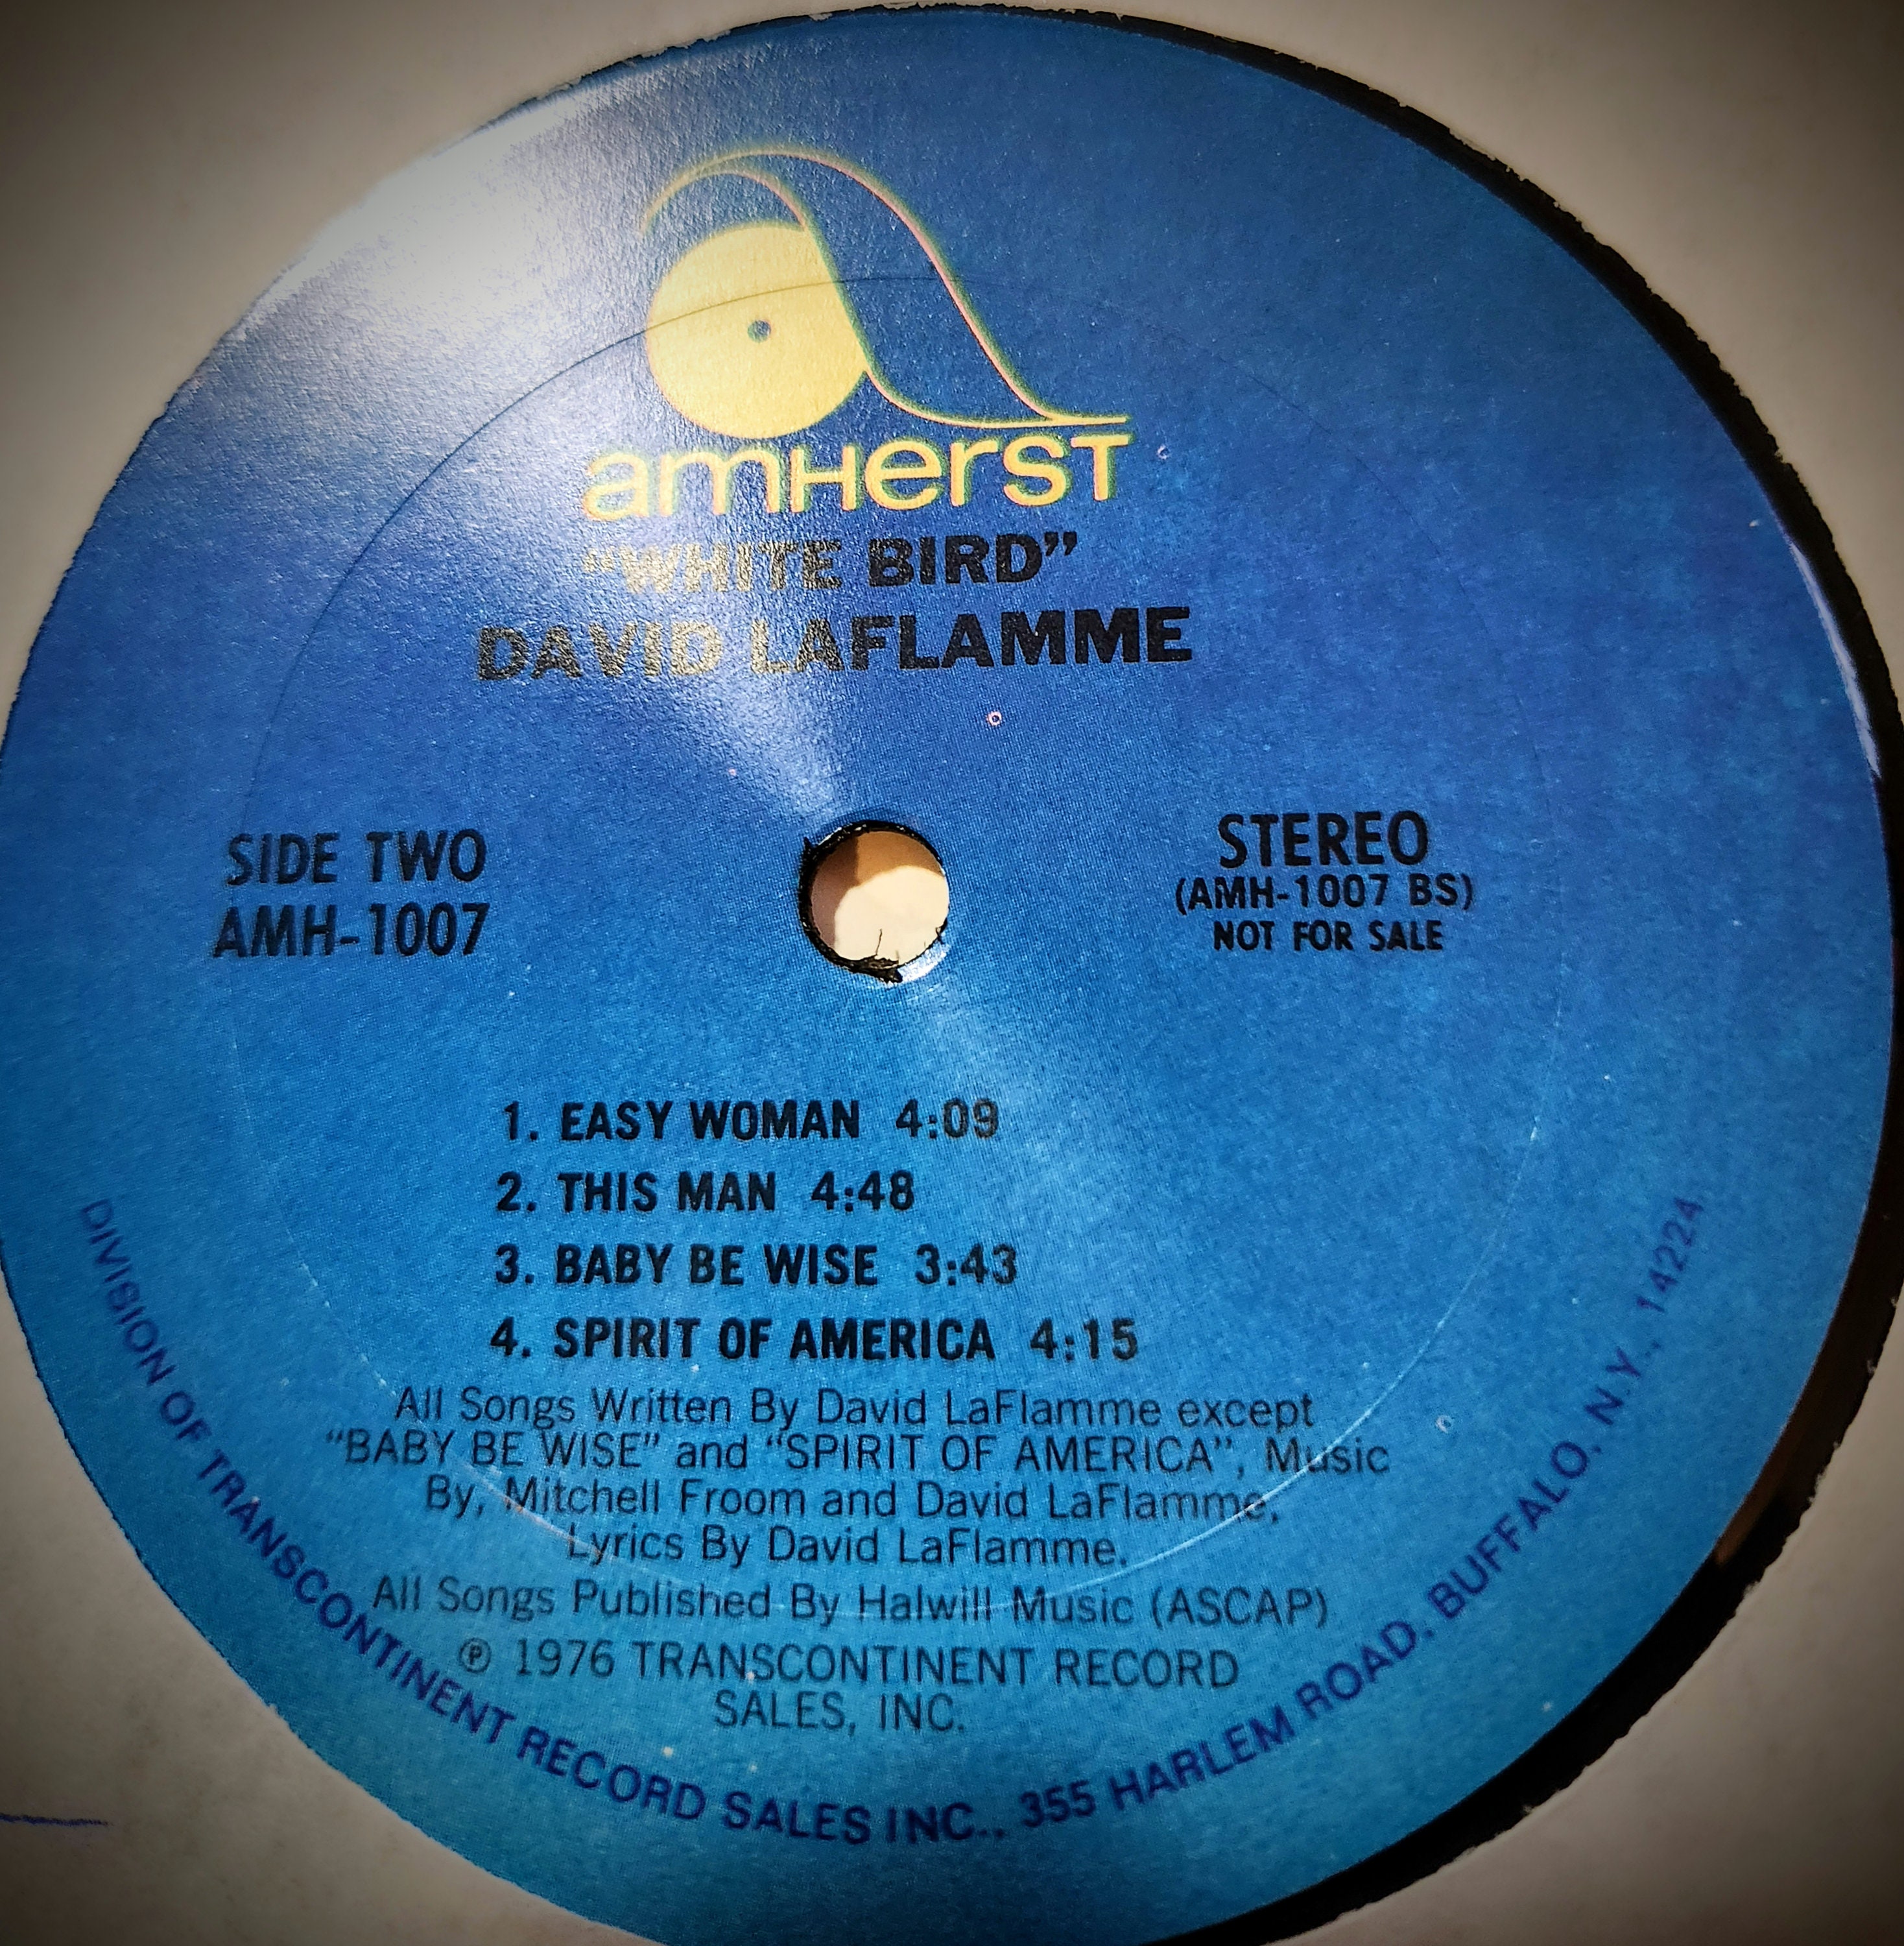 amHersT
“WHITE BIRD”
DAVID LAFLAMME
SIDE TWO
AMH-1007
STEREO
(AMH-1007 BS)
NOT FOR SALE
1. EASY WOMAN 4:09
2. THIS MAN 4:48
3. BABY BE WISE 3:43
4. SPIRIT OF AMERICA 4:15
All Songs Written By David LaFlamme except
“BABY BE WISE” and “SPIRIT OF AMERICA”, Music
By, Mitchell Froom and David LaFlamme,
Lyrics By David LaFlamme.
All Songs Published By Halwill Music (ASCAP)
℗ 1976 TRANSCONTINENT RECORD
SALES, INC.
DIVISION OF TRANSCONTINENT RECORD SALES INC., 355 HARLEM ROAD, BUFFALO, N.Y., 14224